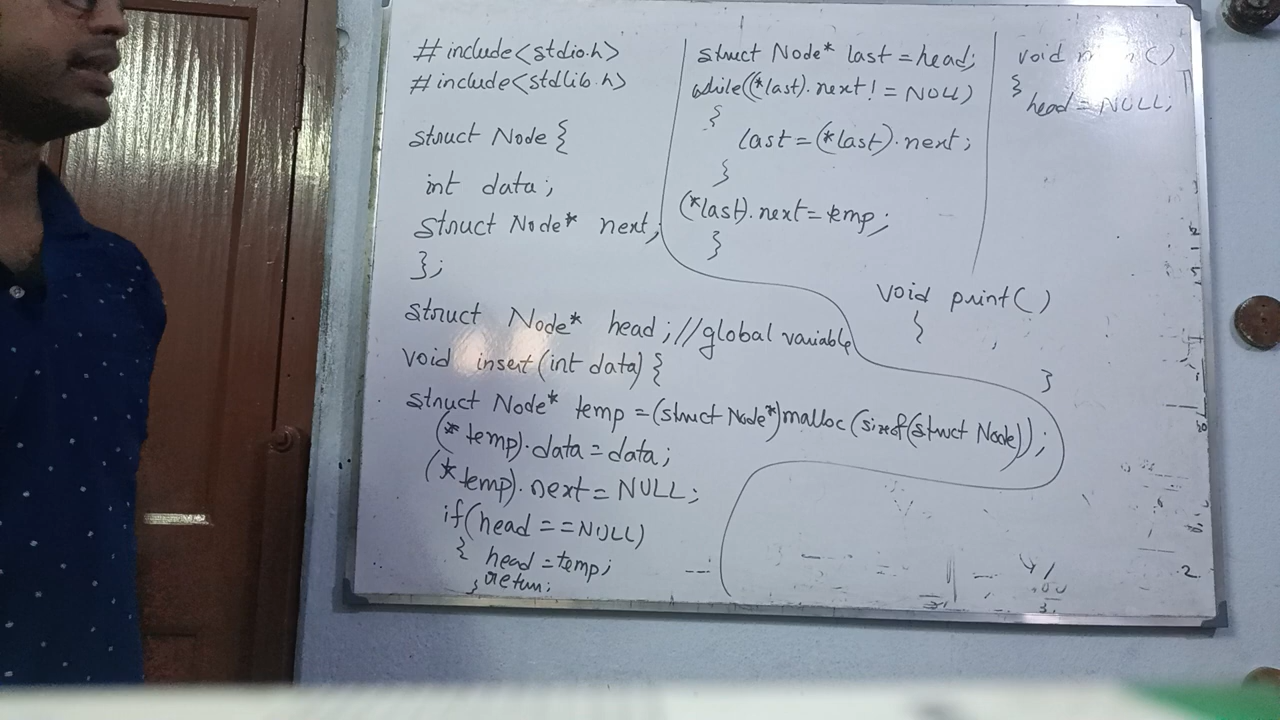 #include<stdio.h>
#include<stdlib.h>
struct Node {
int data;
struct Node* next;
};
struct Node* head; //global variable
void insert(int data) {
struct Node* temp = (struct Node*)malloc(sizeof(struct Node));
(*temp).data = data;
(*temp).next = NULL;
if(head == NULL)
{ head = temp;
return;
}
struct Node* last = head;
while((*last).next != NULL)
{
last = (*last).next;
}
(*last).next = temp;
}
void print()
{
}
void
{
head = NULL;